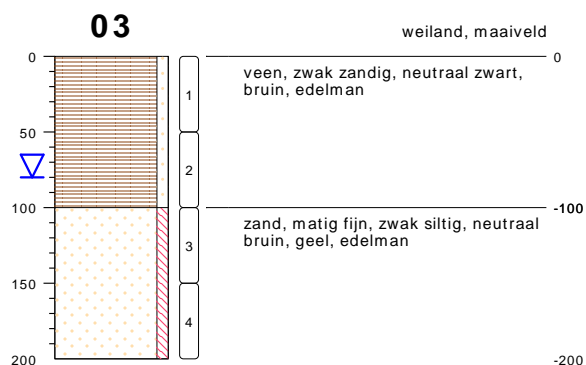 03
weiland, maaiveld
0
0
veen, zwak zandig, neutraal zwart,
bruin, edelman
1
50
2
100
-100
zand, matig fijn, zwak siltig, neutraal
bruin, geel, edelman
3
150
4
200
-200